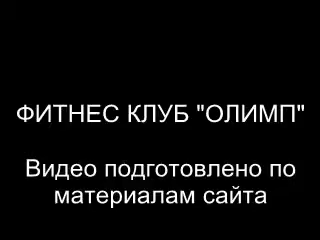 ФИТНЕС КЛУБ "ОЛИМП"
Видео подготовлено по
материалам сайта